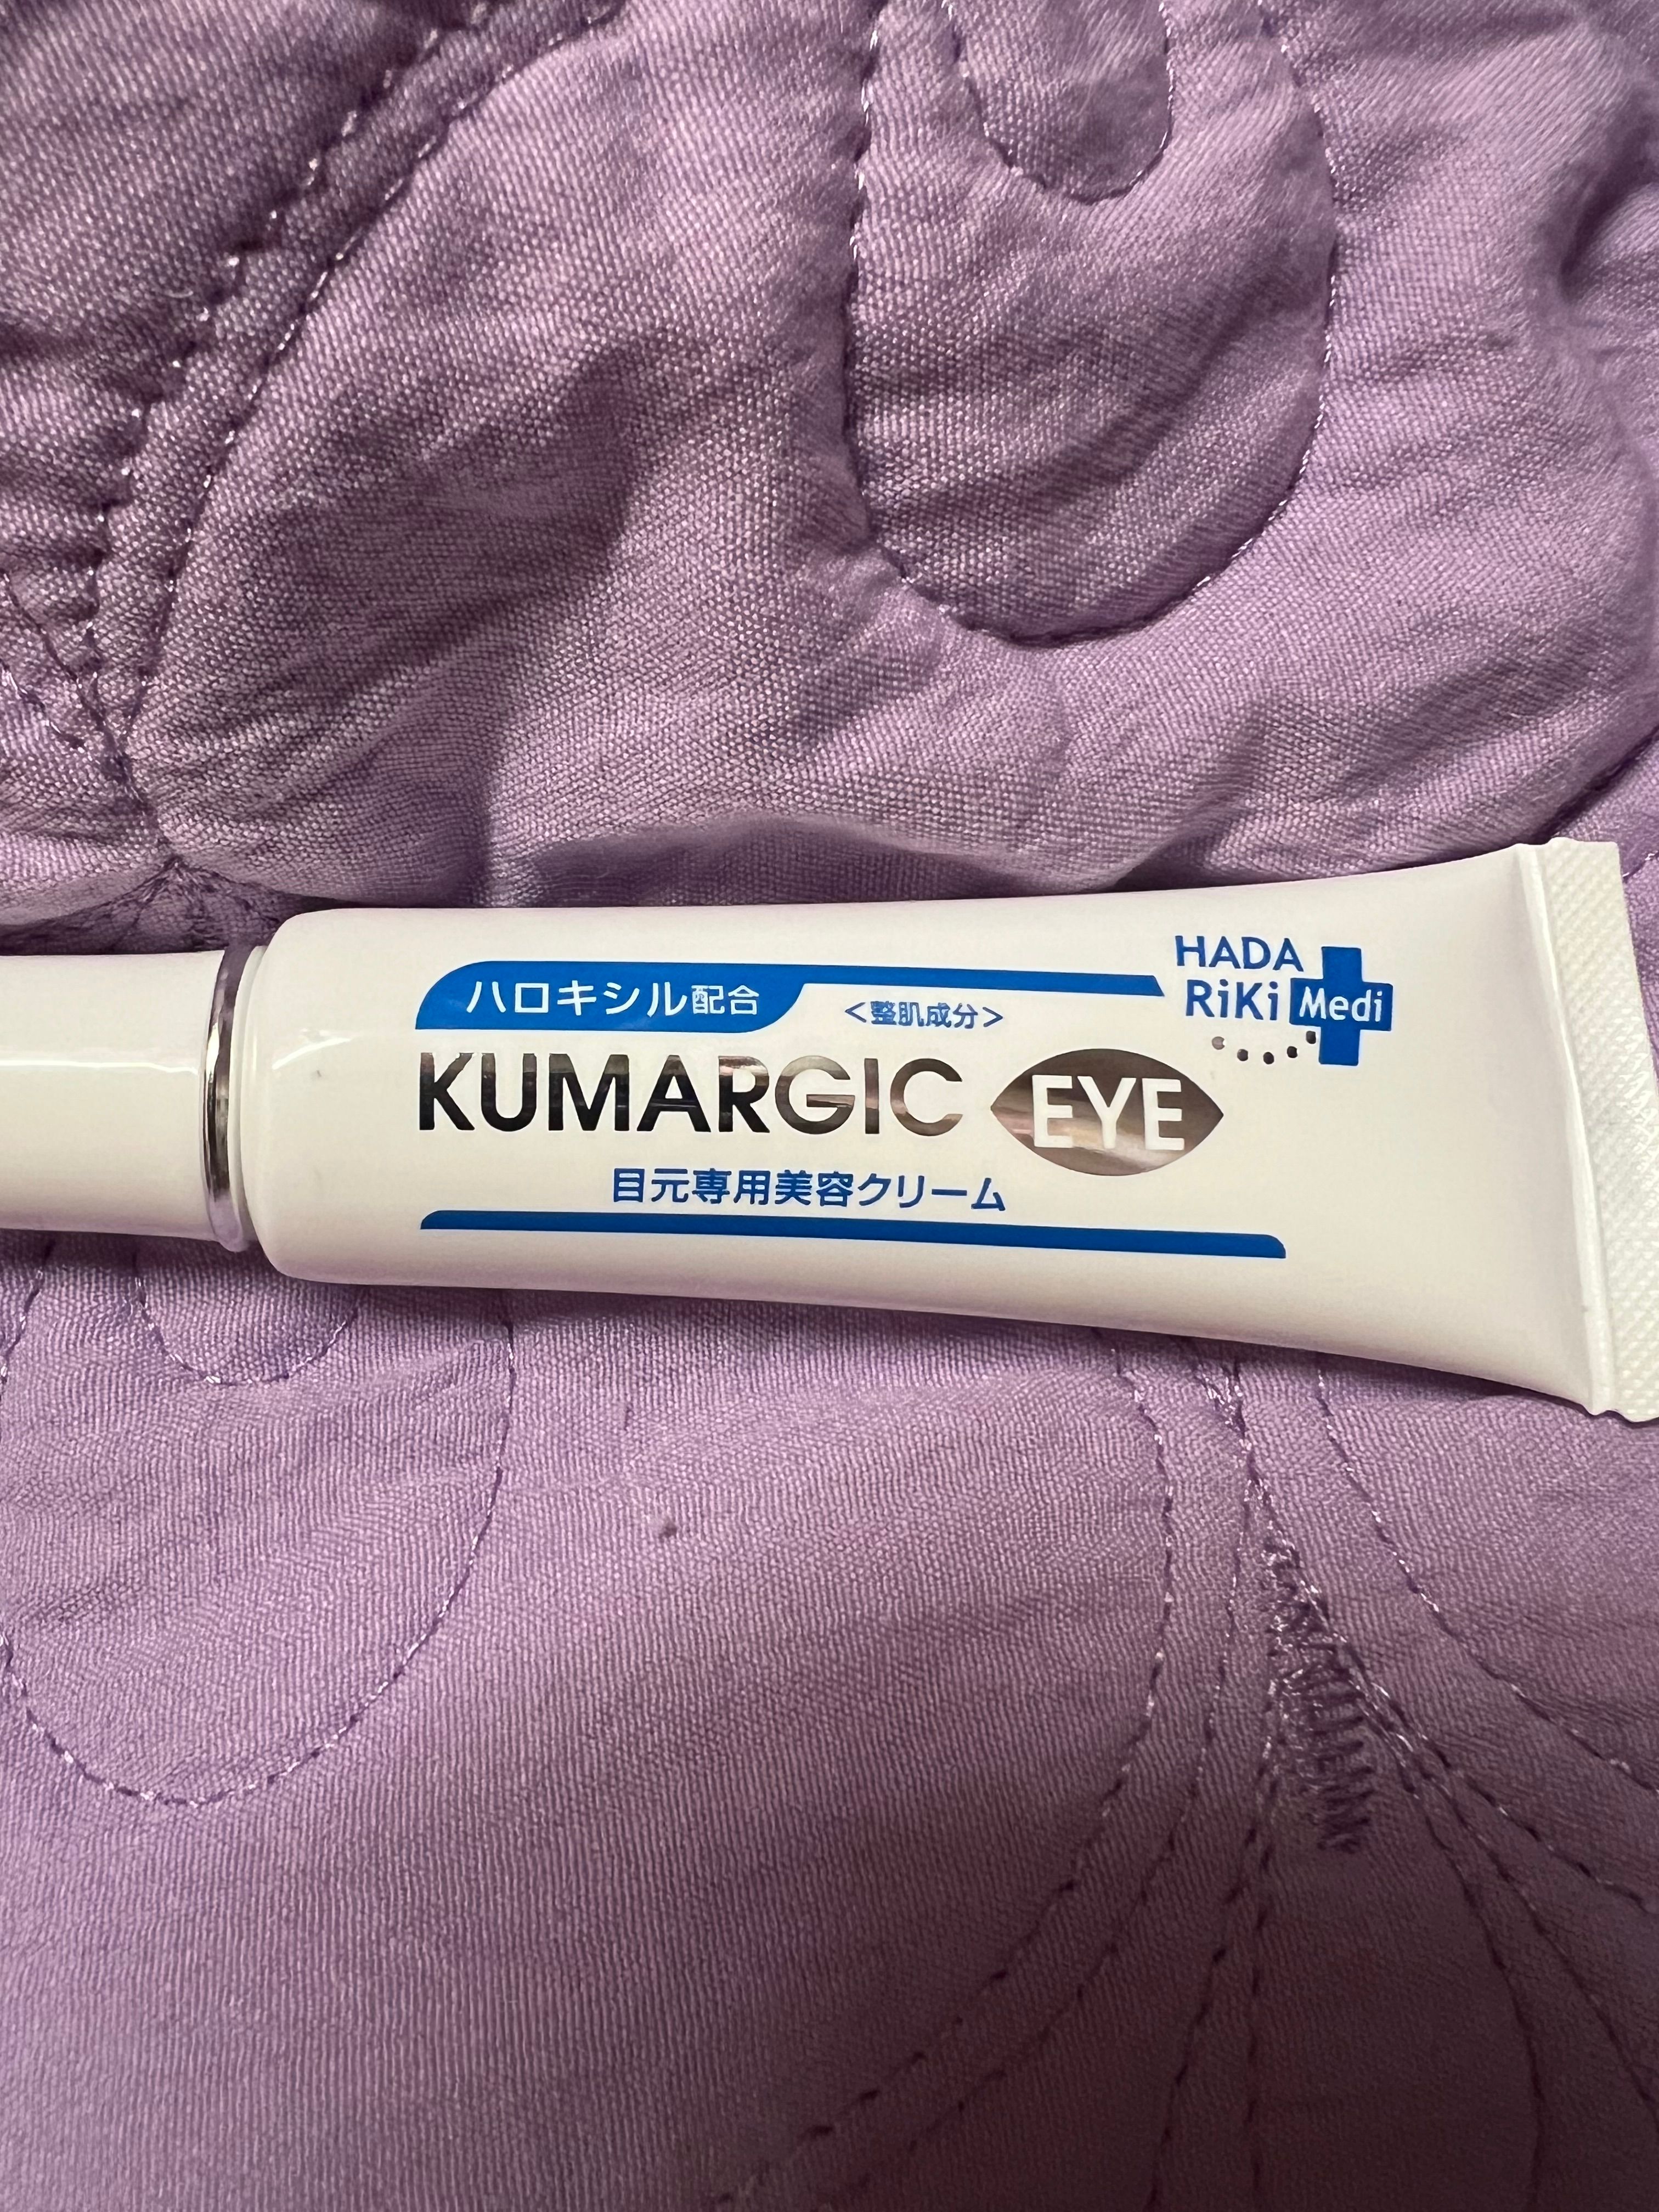 ハロキシル配合
<整肌成分>
HADA
RiKi Medi
KUMARGIC EYE
目元専用美容クリーム